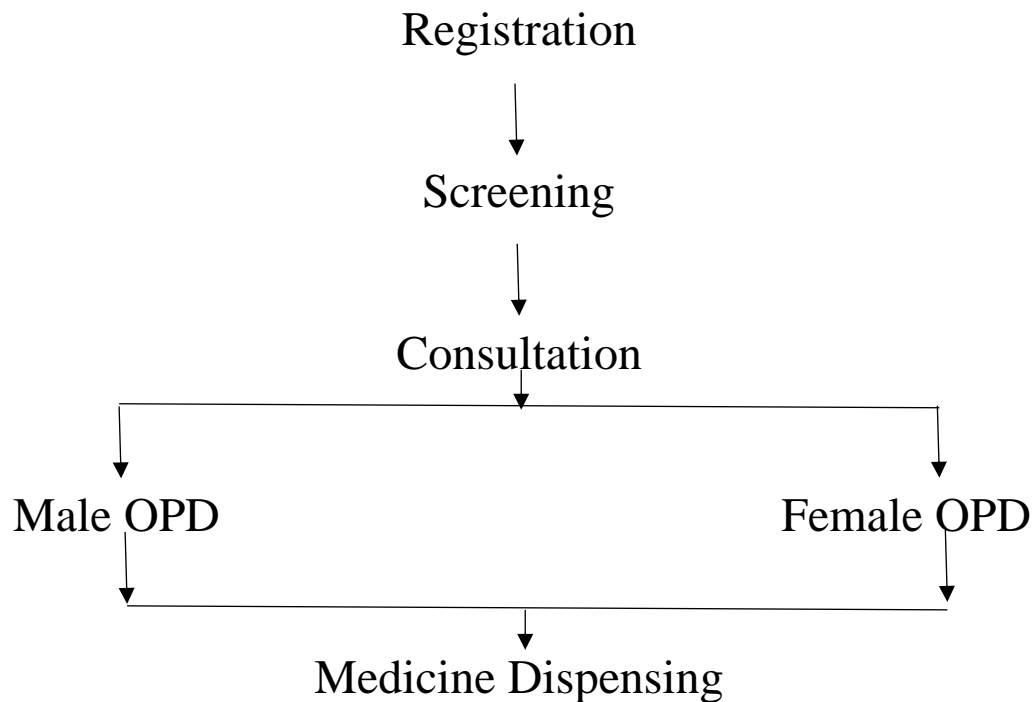 Registration
Screening
Consultation
Male OPD
Female OPD
Medicine Dispensing